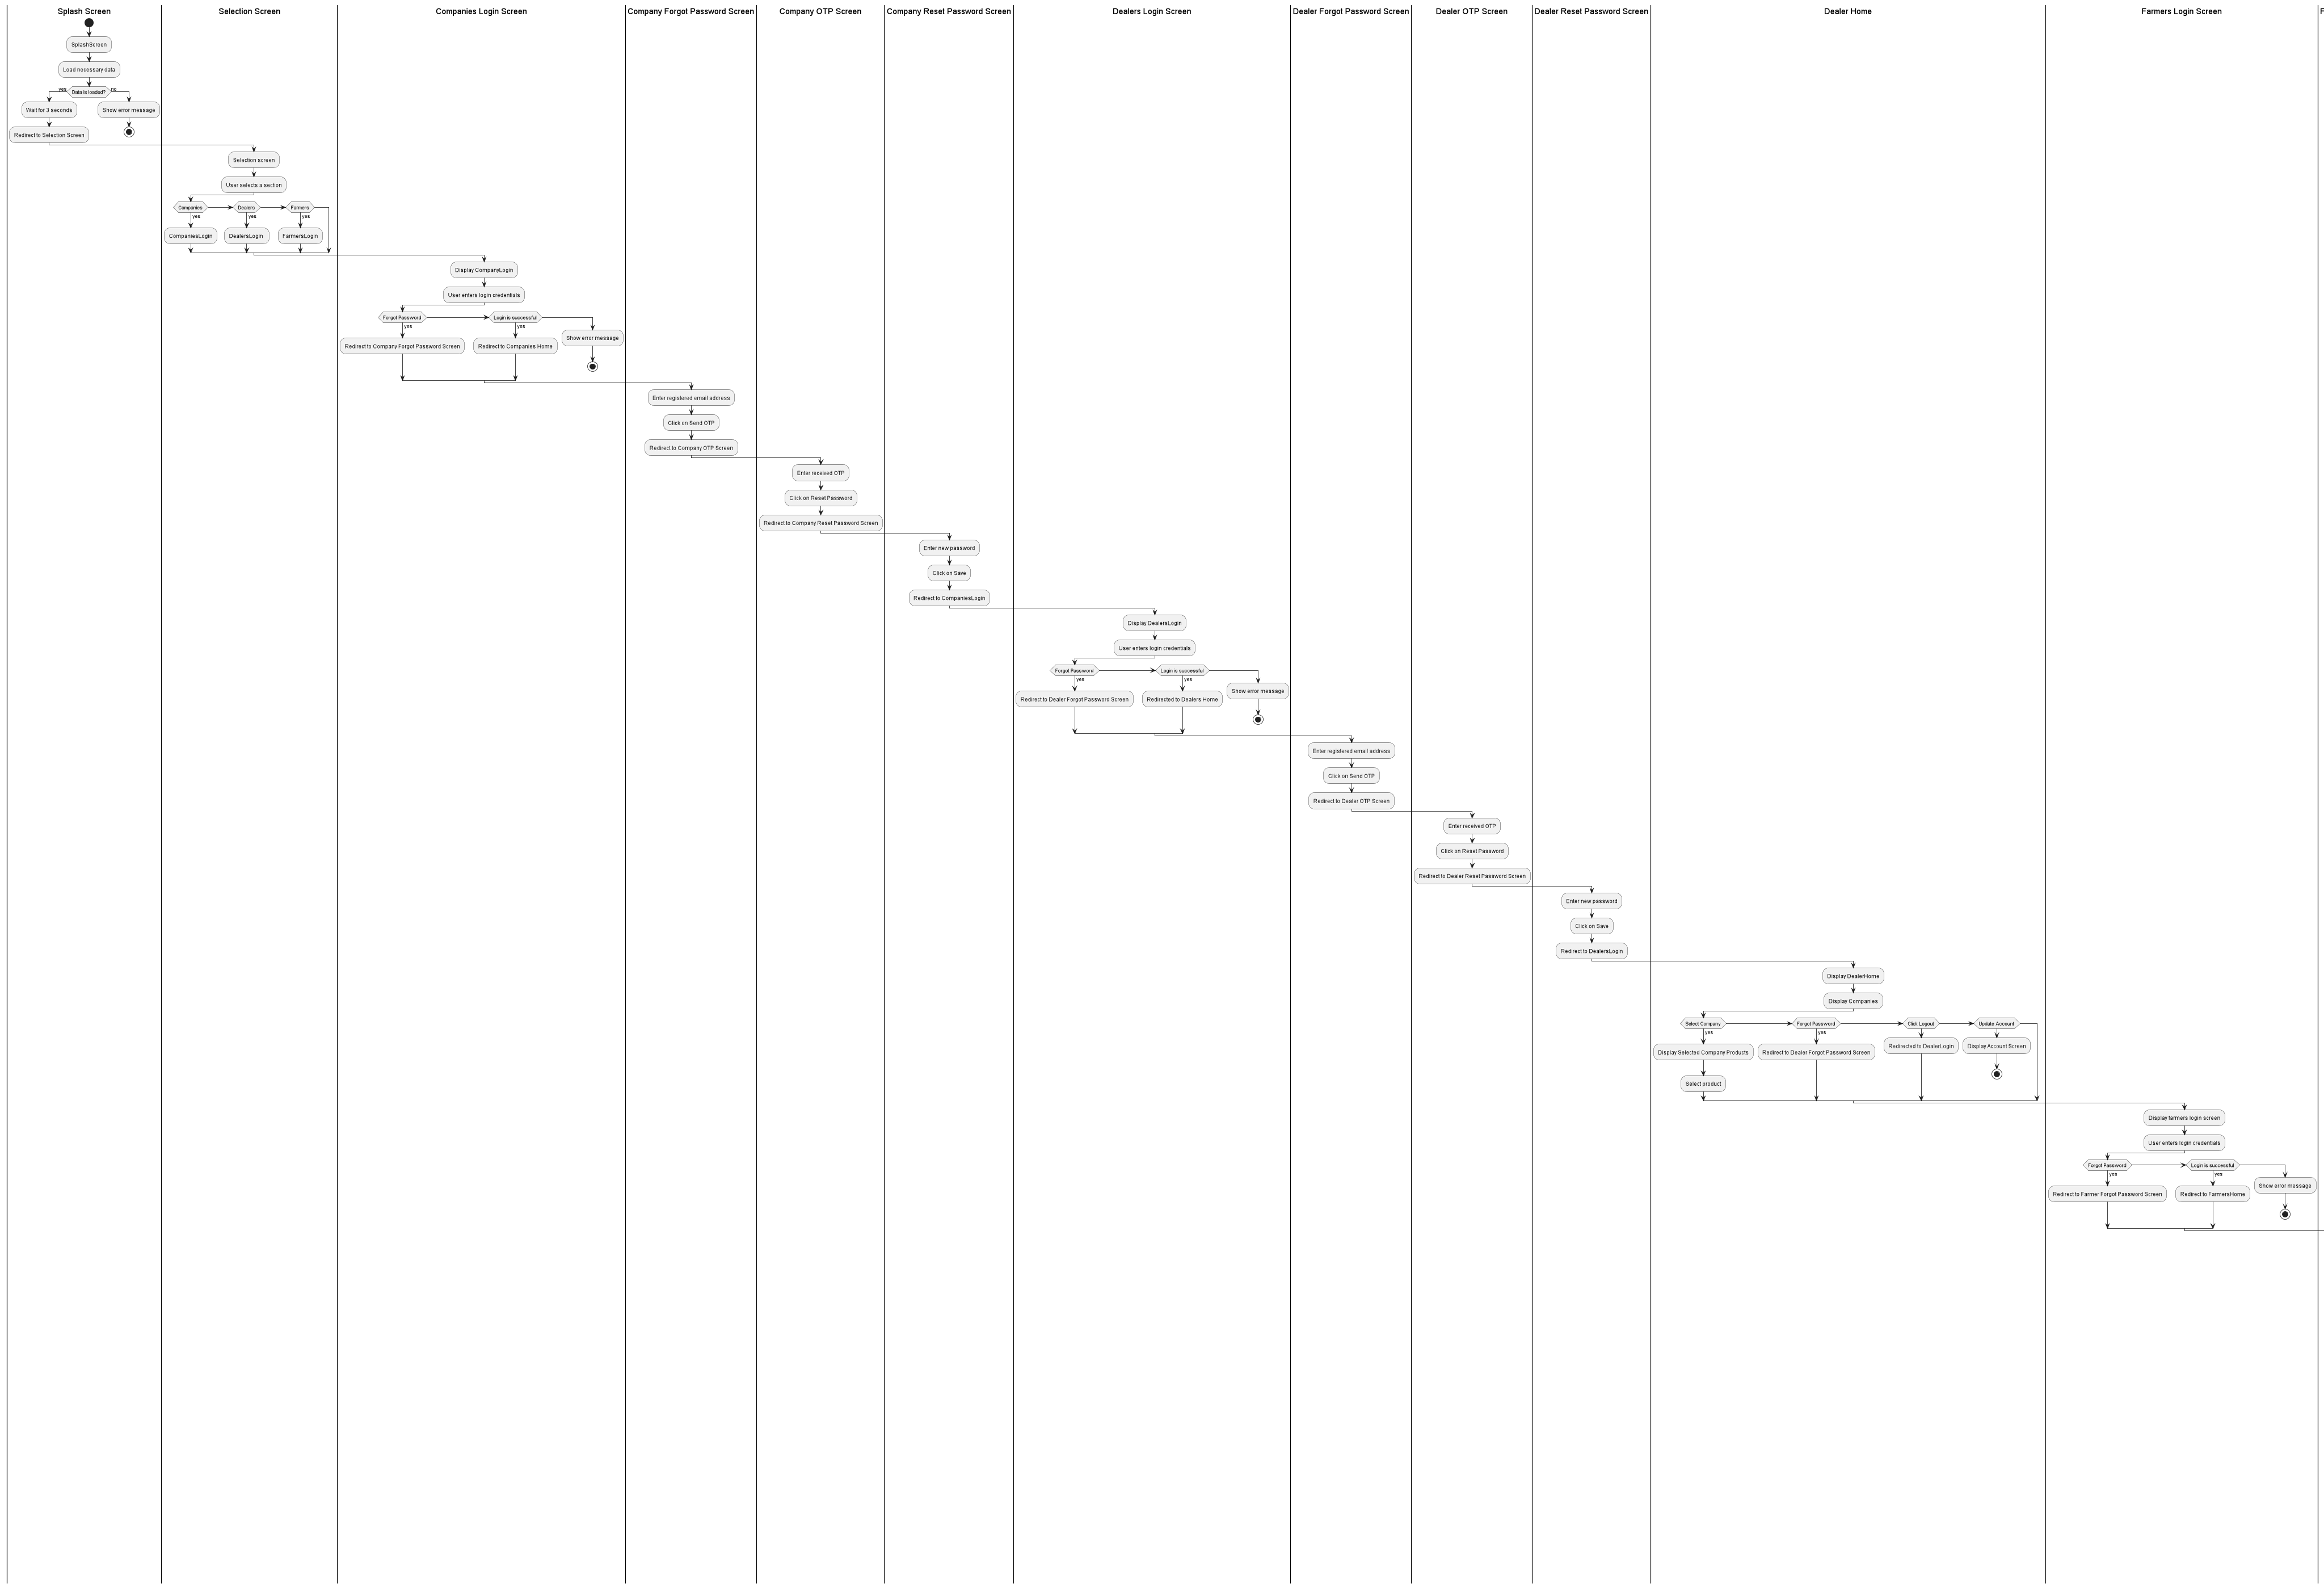 Splash Screen
Selection Screen
Companies Login Screen
Company Forgot Password Screen
Company OTP Screen
Company Reset Password Screen
Dealers Login Screen
Dealer Forgot Password Screen
Dealer OTP Screen
Dealer Reset Password Screen
Dealer Home
Farmers Login Screen
F
SplashScreen
Load necessary data
yes
Data is loaded?
no
Wait for 3 seconds
Show error message
Redirect to Selection Screen
Selection screen
User selects a section
Companies
Dealers
Farmers
yes
yes
yes
CompaniesLogin
DealersLogin
FarmersLogin
Display CompanyLogin
User enters login credentials
Forgot Password
Login is successful
yes
yes
Show error message
Redirect to Company Forgot Password Screen
Redirect to Companies Home
Enter registered email address
Click on Send OTP
Redirect to Company OTP Screen
Enter received OTP
Click on Reset Password
Redirect to Company Reset Password Screen
Enter new password
Click on Save
Redirect to CompaniesLogin
Display DealersLogin
User enters login credentials
Forgot Password
Login is successful
yes
yes
Show error message
Redirect to Dealer Forgot Password Screen
Redirected to Dealers Home
Enter registered email address
Click on Send OTP
Redirect to Dealer OTP Screen
Enter received OTP
Click on Reset Password
Redirect to Dealer Reset Password Screen
Enter new password
Click on Save
Redirect to DealersLogin
Display DealerHome
Display Companies
Select Company
Forgot Password
Click Logout
Update Account
yes
yes
Display Selected Company Products
Redirect to Dealer Forgot Password Screen
Redirected to DealerLogin
Display Account Screen
Select product
Display farmers login screen
User enters login credentials
Forgot Password
Login is successful
yes
yes
Show error message
Redirect to Farmer Forgot Password Screen
Redirect to FarmersHome